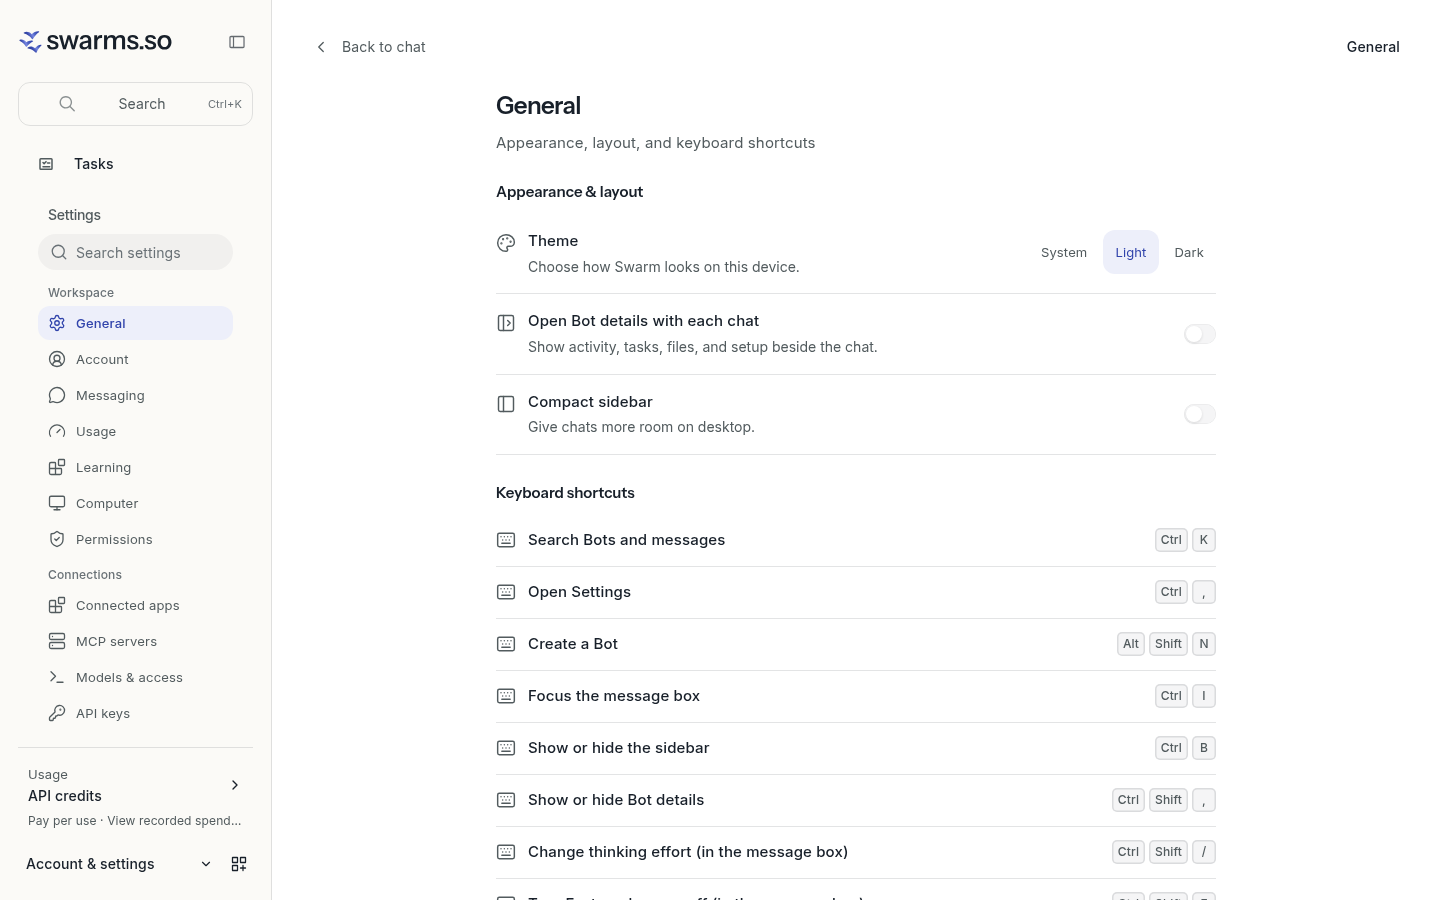 swarms.so
Search Ctrl+K
Tasks
Settings
Search settings
Workspace
General
Account
Messaging
Usage
Learning
Computer
Permissions
Connections
Connected apps
MCP servers
Models & access
API keys
Usage
API credits
Pay per use · View recorded spend...
Account & settings
Back to chat
General
General
Appearance, layout, and keyboard shortcuts
Appearance & layout
Theme
Choose how Swarm looks on this device.
System Light Dark
Open Bot details with each chat
Show activity, tasks, files, and setup beside the chat.
Compact sidebar
Give chats more room on desktop.
Keyboard shortcuts
Search Bots and messages Ctrl K
Open Settings Ctrl ,
Create a Bot Alt Shift N
Focus the message box Ctrl I
Show or hide the sidebar Ctrl B
Show or hide Bot details Ctrl Shift ,
Change thinking effort (in the message box) Ctrl Shift /